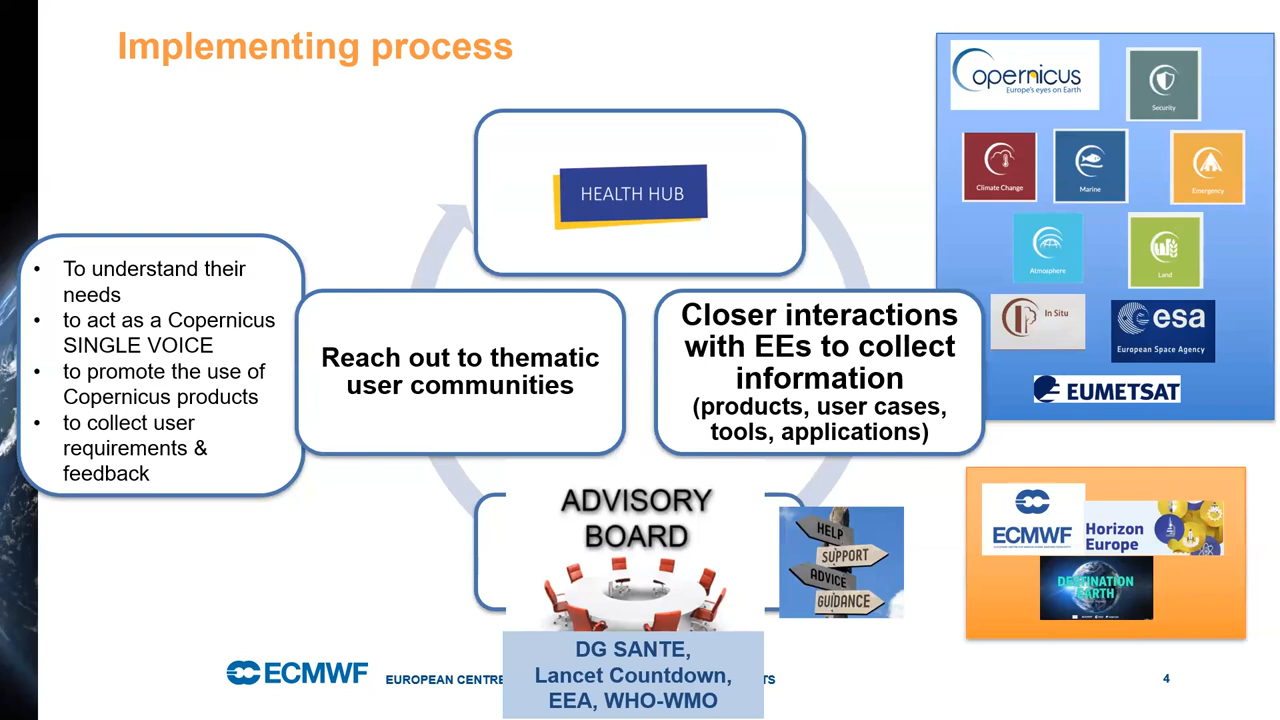 Implementing process
HEALTH HUB
• To understand their
needs
• to act as a Copernicus
SINGLE VOICE
• to promote the use of
Copernicus products
• to collect user
requirements &
feedback
Reach out to thematic
user communities
Closer interactions
with EEs to collect
information
(products, user cases,
tools, applications)
ADVISORY
BOARD
HELP
SUPPORT
ADVICE
GUIDANCE
DG SANTE,
Lancet Countdown,
EEA, WHO-WMO
opernicus
Europe's eyes on Earth
Security
Climate Change
Marine
Emergency
Atmosphere
Land
In Situ
esa
European Space Agency
EUMETSAT
ECMWF
Horizon
Europe
DESTINATION
EARTH
ECMWF
EUROPEAN CENTRE
TS
4